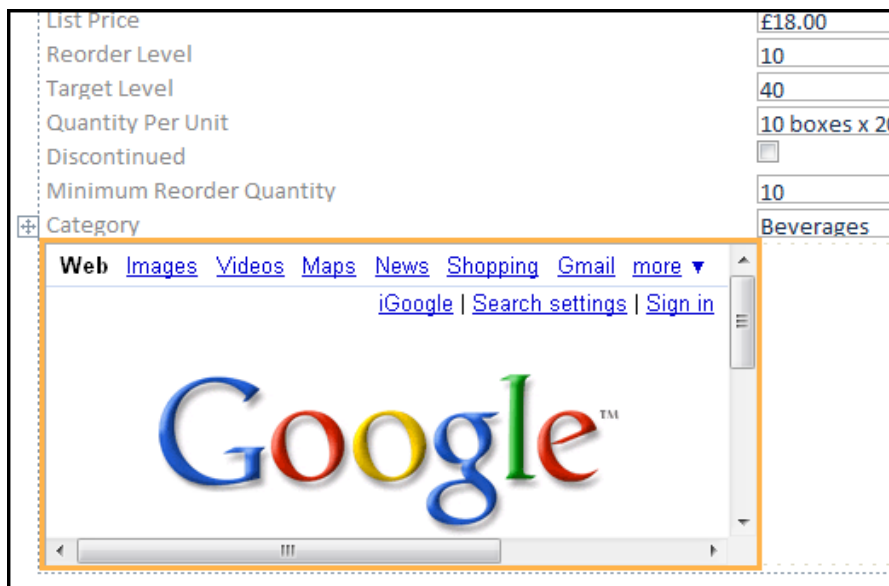 List Price £18.00
Reorder Level 10
Target Level 40
Quantity Per Unit 10 boxes x 20
Discontinued
Minimum Reorder Quantity 10
Category Beverages
Web Images Videos Maps News Shopping Gmail more ▼
iGoogle | Search settings | Sign in
Google™